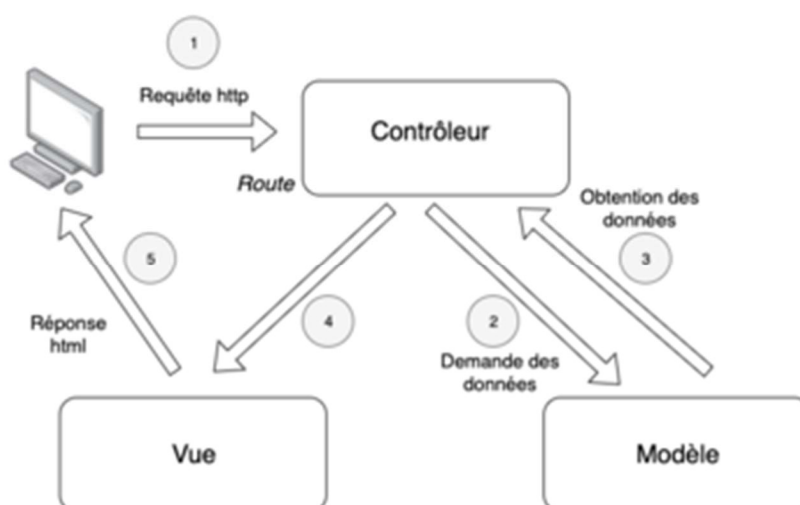 1
Requête http
Contrôleur
Route
Obtention des
données
5
3
4
2
Réponse
html
Demande des
données
Vue
Modèle